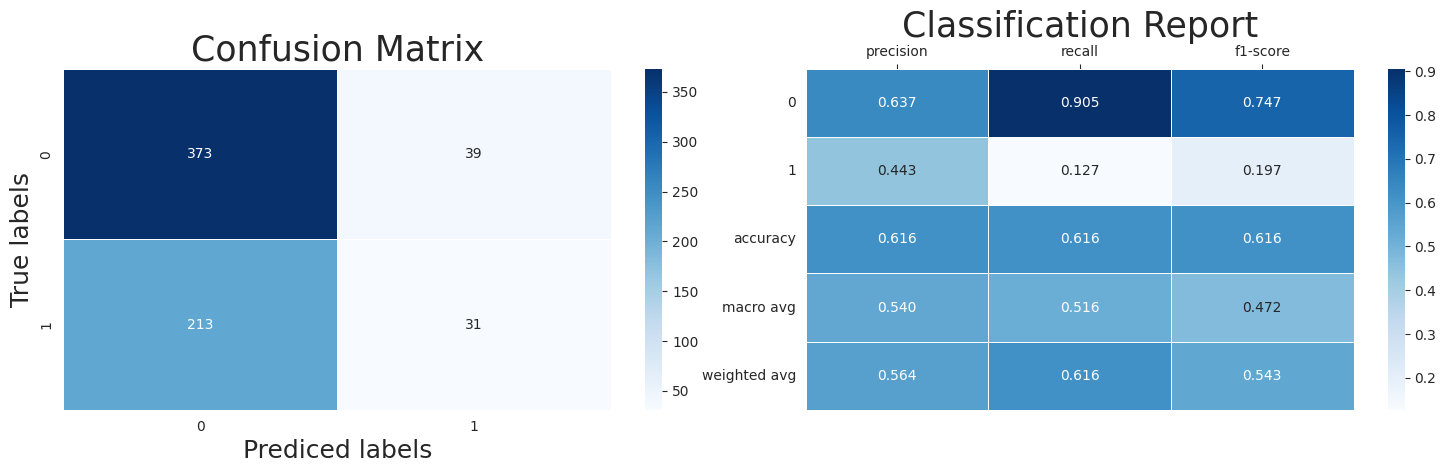 Confusion Matrix
373 39
213 31
0
1
True labels
0 1
Prediced labels
350
300
250
200
150
100
50
Classification Report
precision recall f1-score
0 0.637 0.905 0.747
1 0.443 0.127 0.197
accuracy 0.616 0.616 0.616
macro avg 0.540 0.516 0.472
weighted avg 0.564 0.616 0.543
0.9
0.8
0.7
0.6
0.5
0.4
0.3
0.2